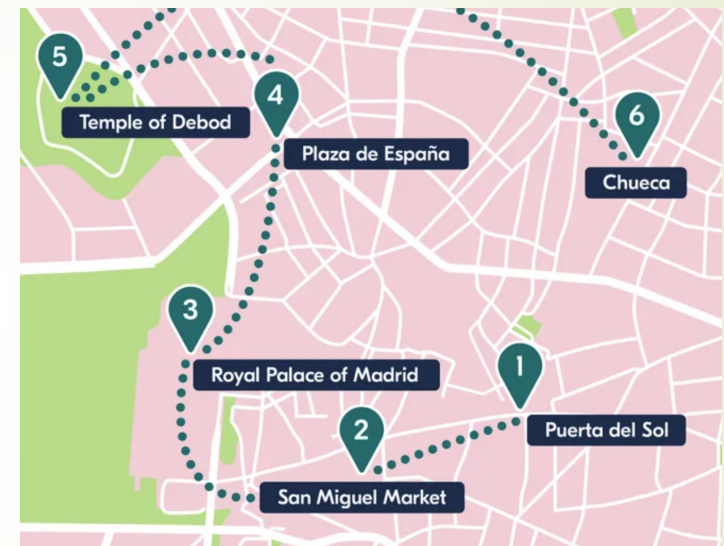 5
Temple of Debod
4
Plaza de España
6
Chueca
3
Royal Palace of Madrid
1
Puerta del Sol
2
San Miguel Market